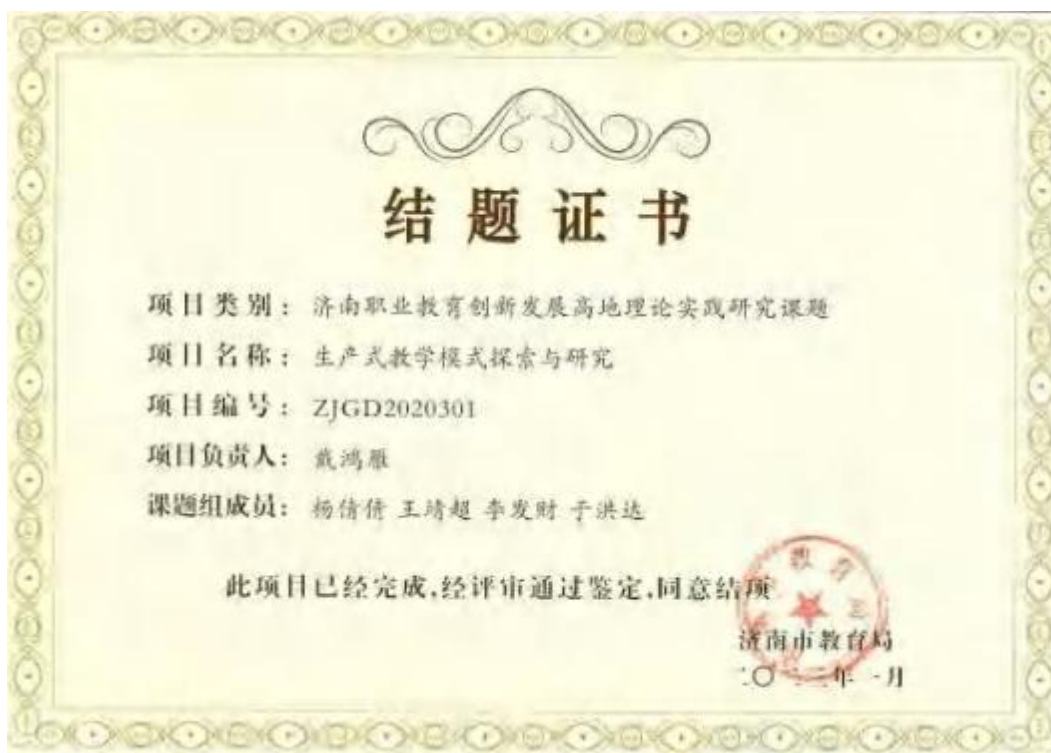 结题证书
项目类别：济南职业教育创新发展高地理论实践研究课题
项目名称：生产式教学模式探索与研究
项目编号：ZJGD2020301
项目负责人：戴鸿雁
课题组成员：杨倩倩 王靖超 李发财 于洪达
此项目已经完成,经评审通过鉴定,同意结项
济南市教育局
年一月